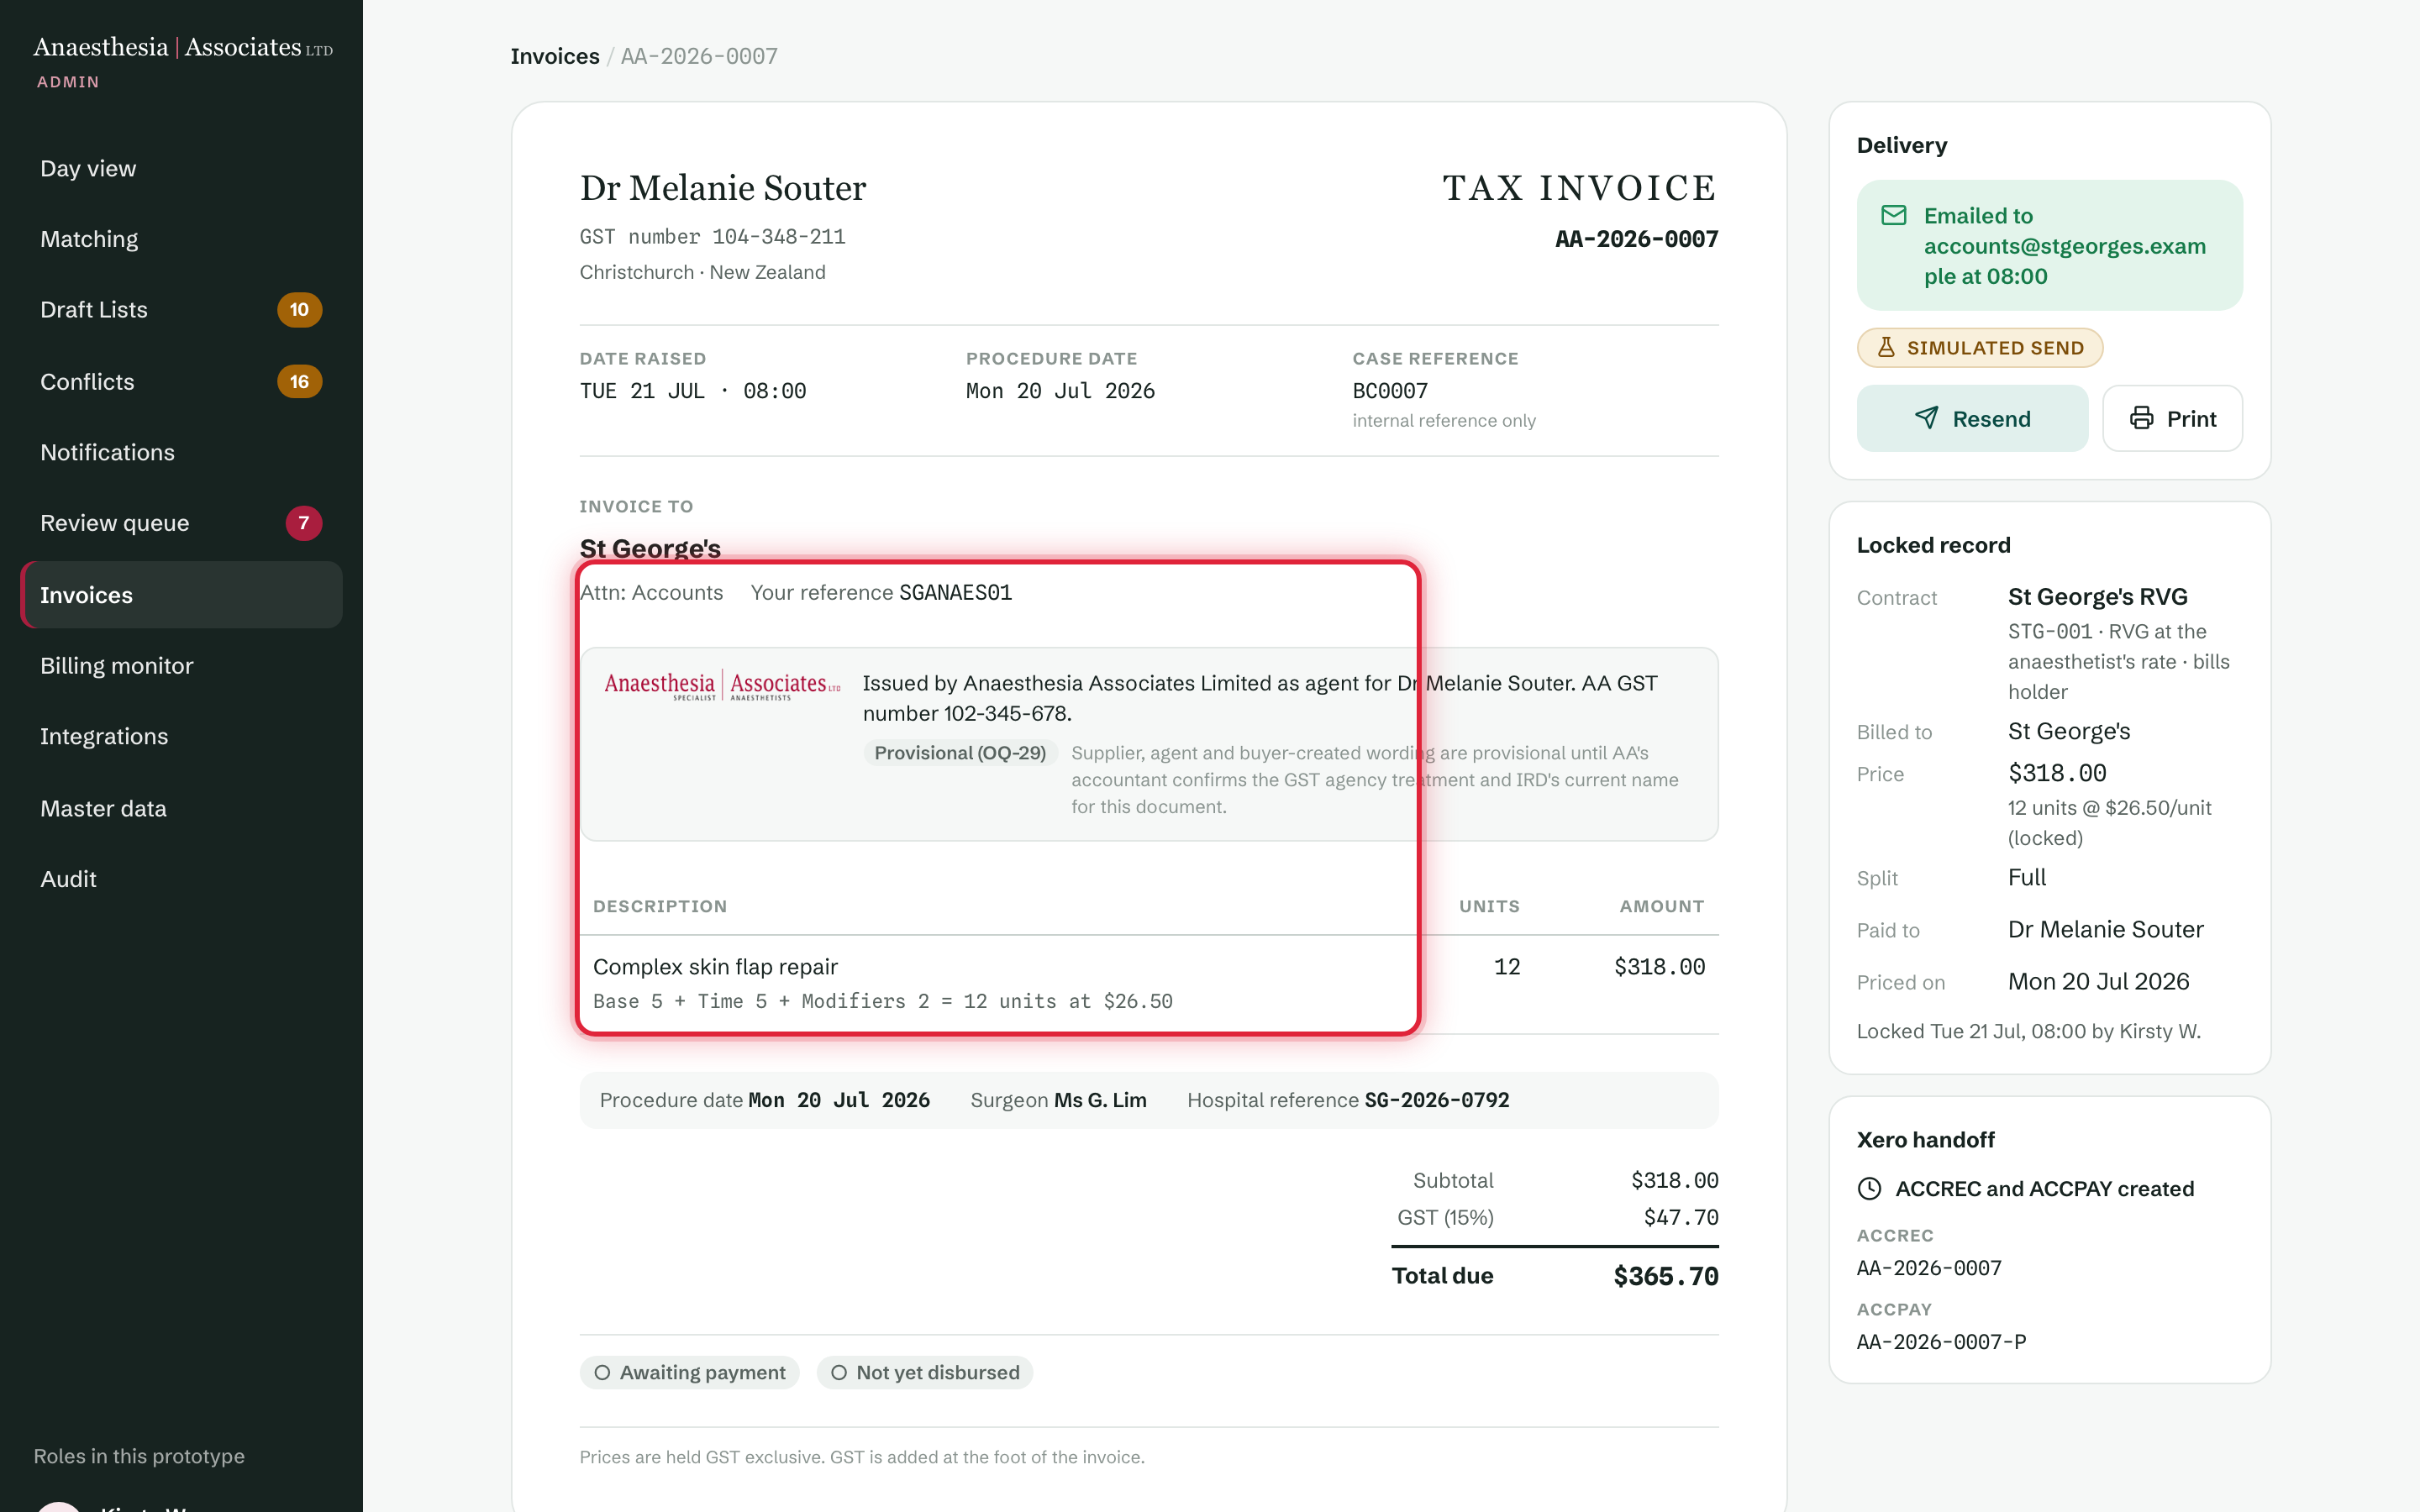 Anaesthesia | Associates LTD
ADMIN
Day view
Matching
Draft Lists 10
Conflicts 16
Notifications
Review queue 7
Invoices
Billing monitor
Integrations
Master data
Audit
Roles in this prototype
Invoices / AA-2026-0007
Dr Melanie Souter
GST number 104-348-211
Christchurch · New Zealand
TAX INVOICE
AA-2026-0007
DATE RAISED
TUE 21 JUL · 08:00
PROCEDURE DATE
Mon 20 Jul 2026
CASE REFERENCE
BC0007
internal reference only
INVOICE TO
St George's
Attn: Accounts Your reference SGANAES01
Anaesthesia | Associates LTD
SPECIALIST ANAESTHETISTS
Issued by Anaesthesia Associates Limited as agent for Dr Melanie Souter. AA GST
number 102-345-678.
Provisional (OQ-29) Supplier, agent and buyer-created wording are provisional until AA's
accountant confirms the GST agency treatment and IRD's current name
for this document.
DESCRIPTION UNITS AMOUNT
Complex skin flap repair 12 $318.00
Base 5 + Time 5 + Modifiers 2 = 12 units at $26.50
Procedure date Mon 20 Jul 2026 Surgeon Ms G. Lim Hospital reference SG-2026-0792
Subtotal $318.00
GST (15%) $47.70
Total due $365.70
Awaiting payment Not yet disbursed
Prices are held GST exclusive. GST is added at the foot of the invoice.
Delivery
Emailed to
accounts@stgeorges.exam
ple at 08:00
SIMULATED SEND
Resend Print
Locked record
Contract St George's RVG
STG-001 · RVG at the
anaesthetist's rate · bills
holder
Billed to St George's
Price $318.00
12 units @ $26.50/unit
(locked)
Split Full
Paid to Dr Melanie Souter
Priced on Mon 20 Jul 2026
Locked Tue 21 Jul, 08:00 by Kirsty W.
Xero handoff
ACCREC and ACCPAY created
ACCREC
AA-2026-0007
ACCPAY
AA-2026-0007-P